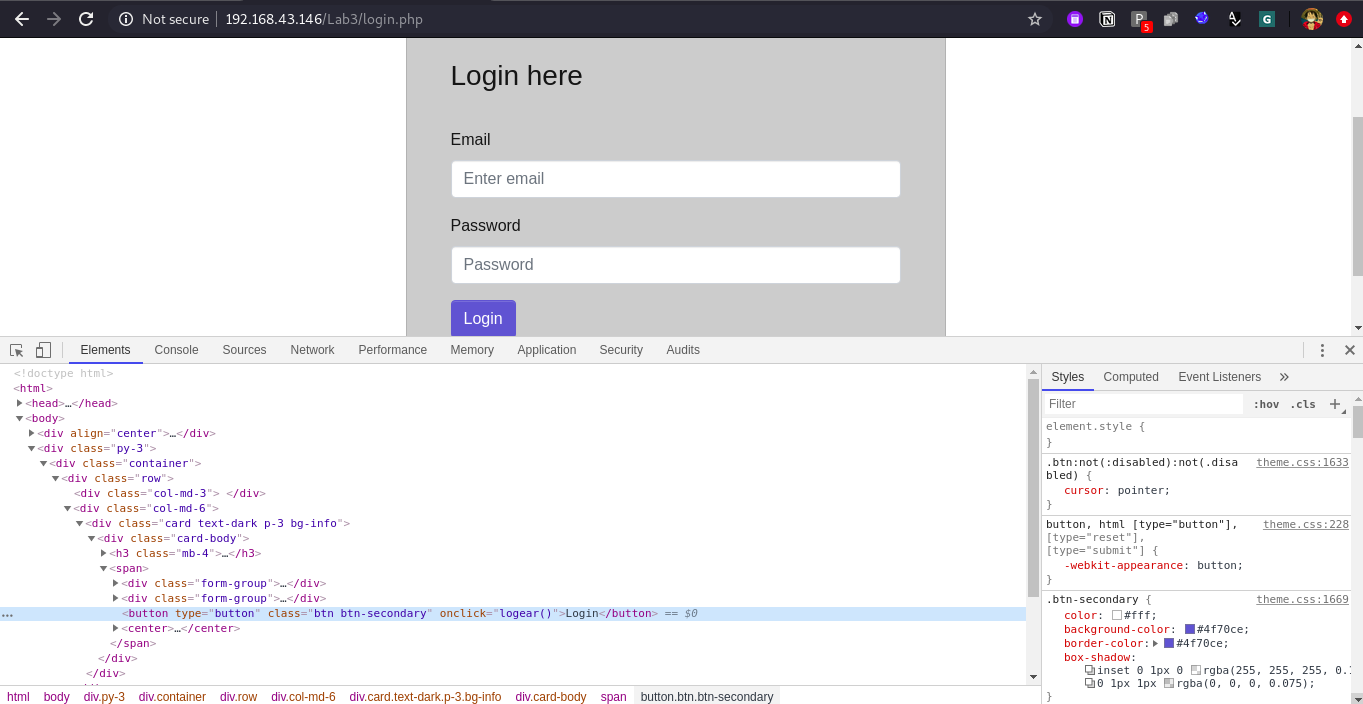 Not secure 192.168.43.146/Lab3/login.php
5
G
Login here
Email
Enter email
Password
Password
Login
Elements Console Sources Network Performance Memory Application Security Audits
<!doctype html>
<html>
<head>…</head>
<body>
<div align="center">…</div>
<div class="py-3">
<div class="container">
<div class="row">
<div class="col-md-3"> </div>
<div class="col-md-6">
<div class="card text-dark p-3 bg-info">
<div class="card-body">
<h3 class="mb-4">…</h3>
<span>
<div class="form-group">…</div>
<div class="form-group">…</div>
<button type="button" class="btn btn-secondary" onclick="logear()">Login</button> == $0
<center>…</center>
</span>
</div>
</div>
html body div.py-3 div.container div.row div.col-md-6 div.card.text-dark.p-3.bg-info div.card-body span button.btn.btn-secondary
Styles Computed Event Listeners »
Filter :hov .cls +
element.style {
}
.btn:not(:disabled):not(.disa theme.css:1633
bled) {
cursor: pointer;
}
button, html [type="button"], theme.css:228
[type="reset"],
[type="submit"] {
-webkit-appearance: button;
}
.btn-secondary { theme.css:1669
color: #fff;
background-color: #4f70ce;
border-color: #4f70ce;
box-shadow:
inset 0 1px 0 rgba(255, 255, 255, 0.1
0 1px 1px rgba(0, 0, 0, 0.075);
}